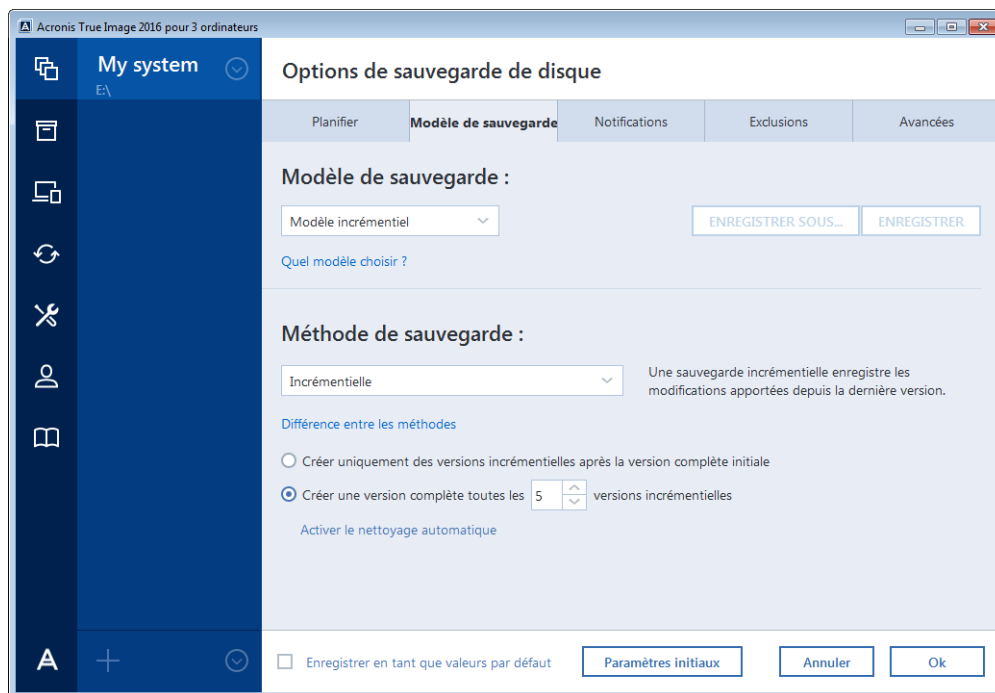 Acronis True Image 2016 pour 3 ordinateurs
My system
E:\
Options de sauvegarde de disque
Planifier
Modèle de sauvegarde
Notifications
Exclusions
Avancées
Modèle de sauvegarde :
Modèle incrémentiel
ENREGISTRER SOUS...
ENREGISTRER
Quel modèle choisir ?
Méthode de sauvegarde :
Incrémentielle
Une sauvegarde incrémentielle enregistre les
modifications apportées depuis la dernière version.
Différence entre les méthodes
Créer uniquement des versions incrémentielles après la version complète initiale
Créer une version complète toutes les 5 versions incrémentielles
Activer le nettoyage automatique
Enregistrer en tant que valeurs par défaut
Paramètres initiaux
Annuler
Ok